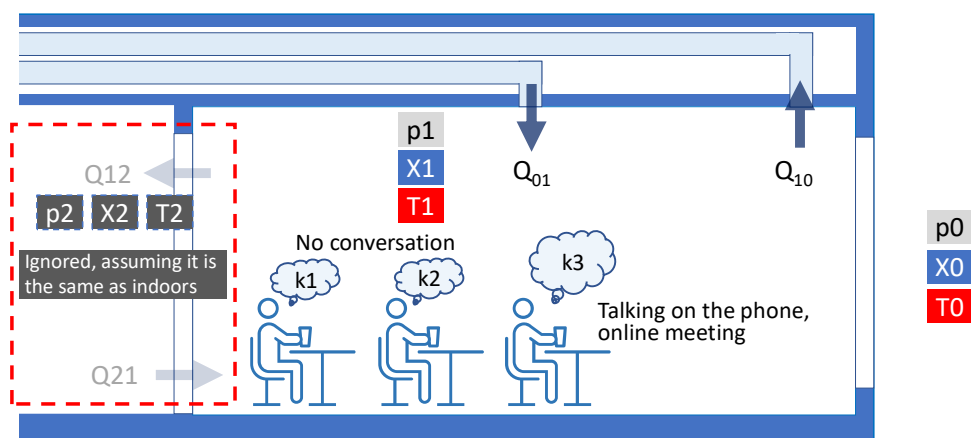 p1
X1
T1
Q01
Q10
Q12
p2 X2 T2
Ignored, assuming it is
the same as indoors
Q21
No conversation
k1
k2
k3
Talking on the phone,
online meeting
p0
X0
T0